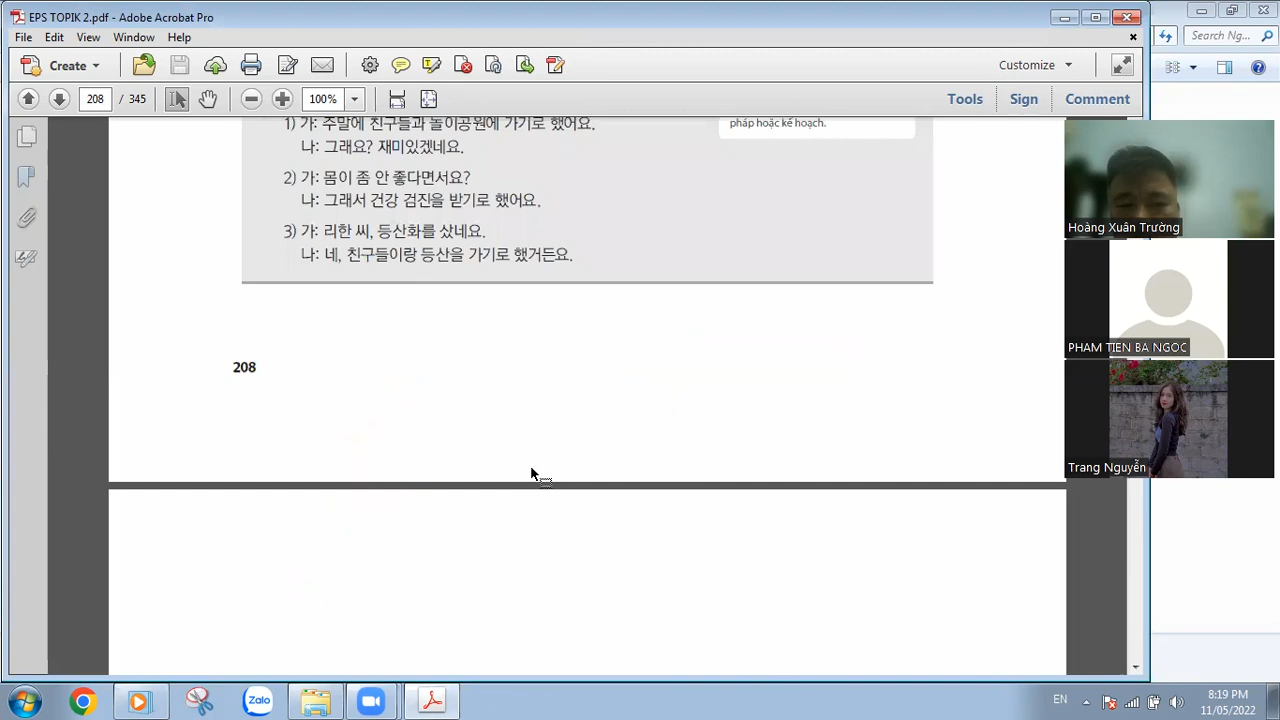 EPS TOPIK 2.pdf - Adobe Acrobat Pro
File Edit View Window Help
Search Ng...
Create
Customize
208 / 345
100%
Tools Sign Comment
1) 가: 주말에 친구들과 놀이공원에 가기로 했어요.
나: 그래요? 재미있겠네요.
pháp hoặc kế hoạch.
2) 가: 몸이 좀 안 좋다면서요?
나: 그래서 건강 검진을 받기로 했어요.
3) 가: 리한 씨, 등산화를 샀네요.
나: 네, 친구들이랑 등산을 가기로 했거든요.
208
Hoàng Xuân Trường
PHAM TIEN BA NGOC
Trang Nguyễn
Zalo
EN
8:19 PM
11/05/2022